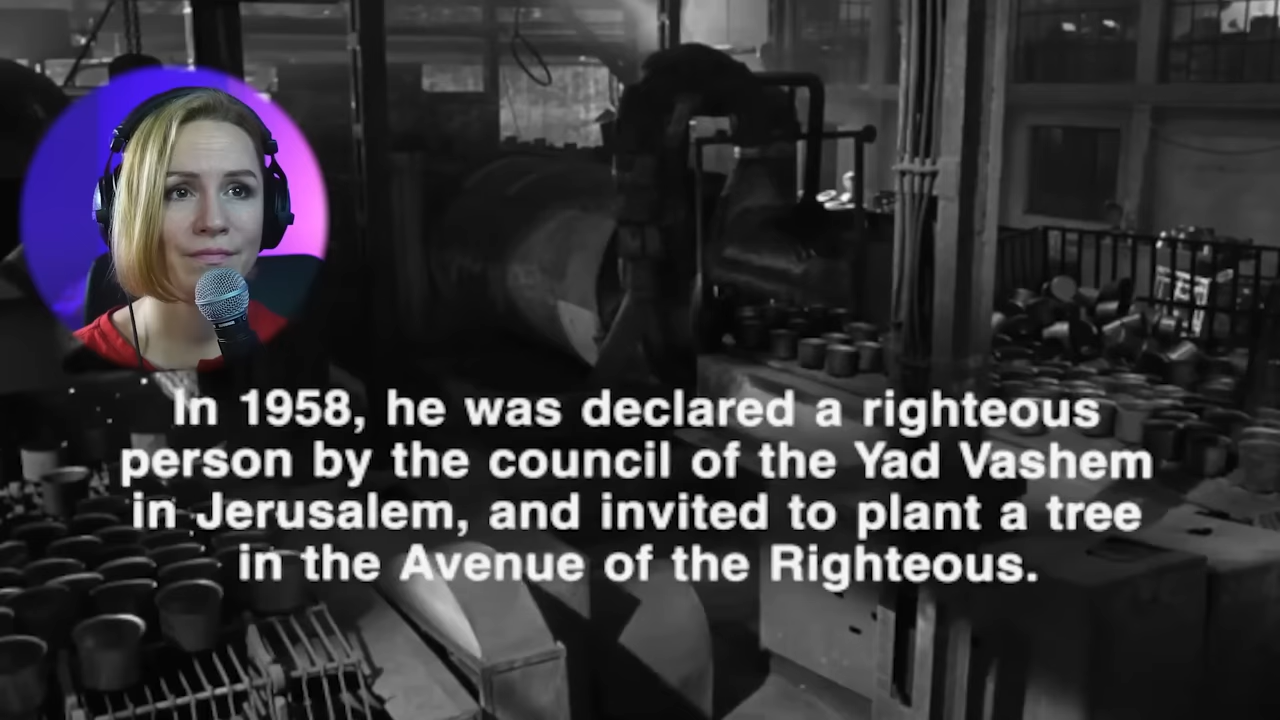 In 1958, he was declared a righteous
person by the council of the Yad Vashem
in Jerusalem, and invited to plant a tree
in the Avenue of the Righteous.